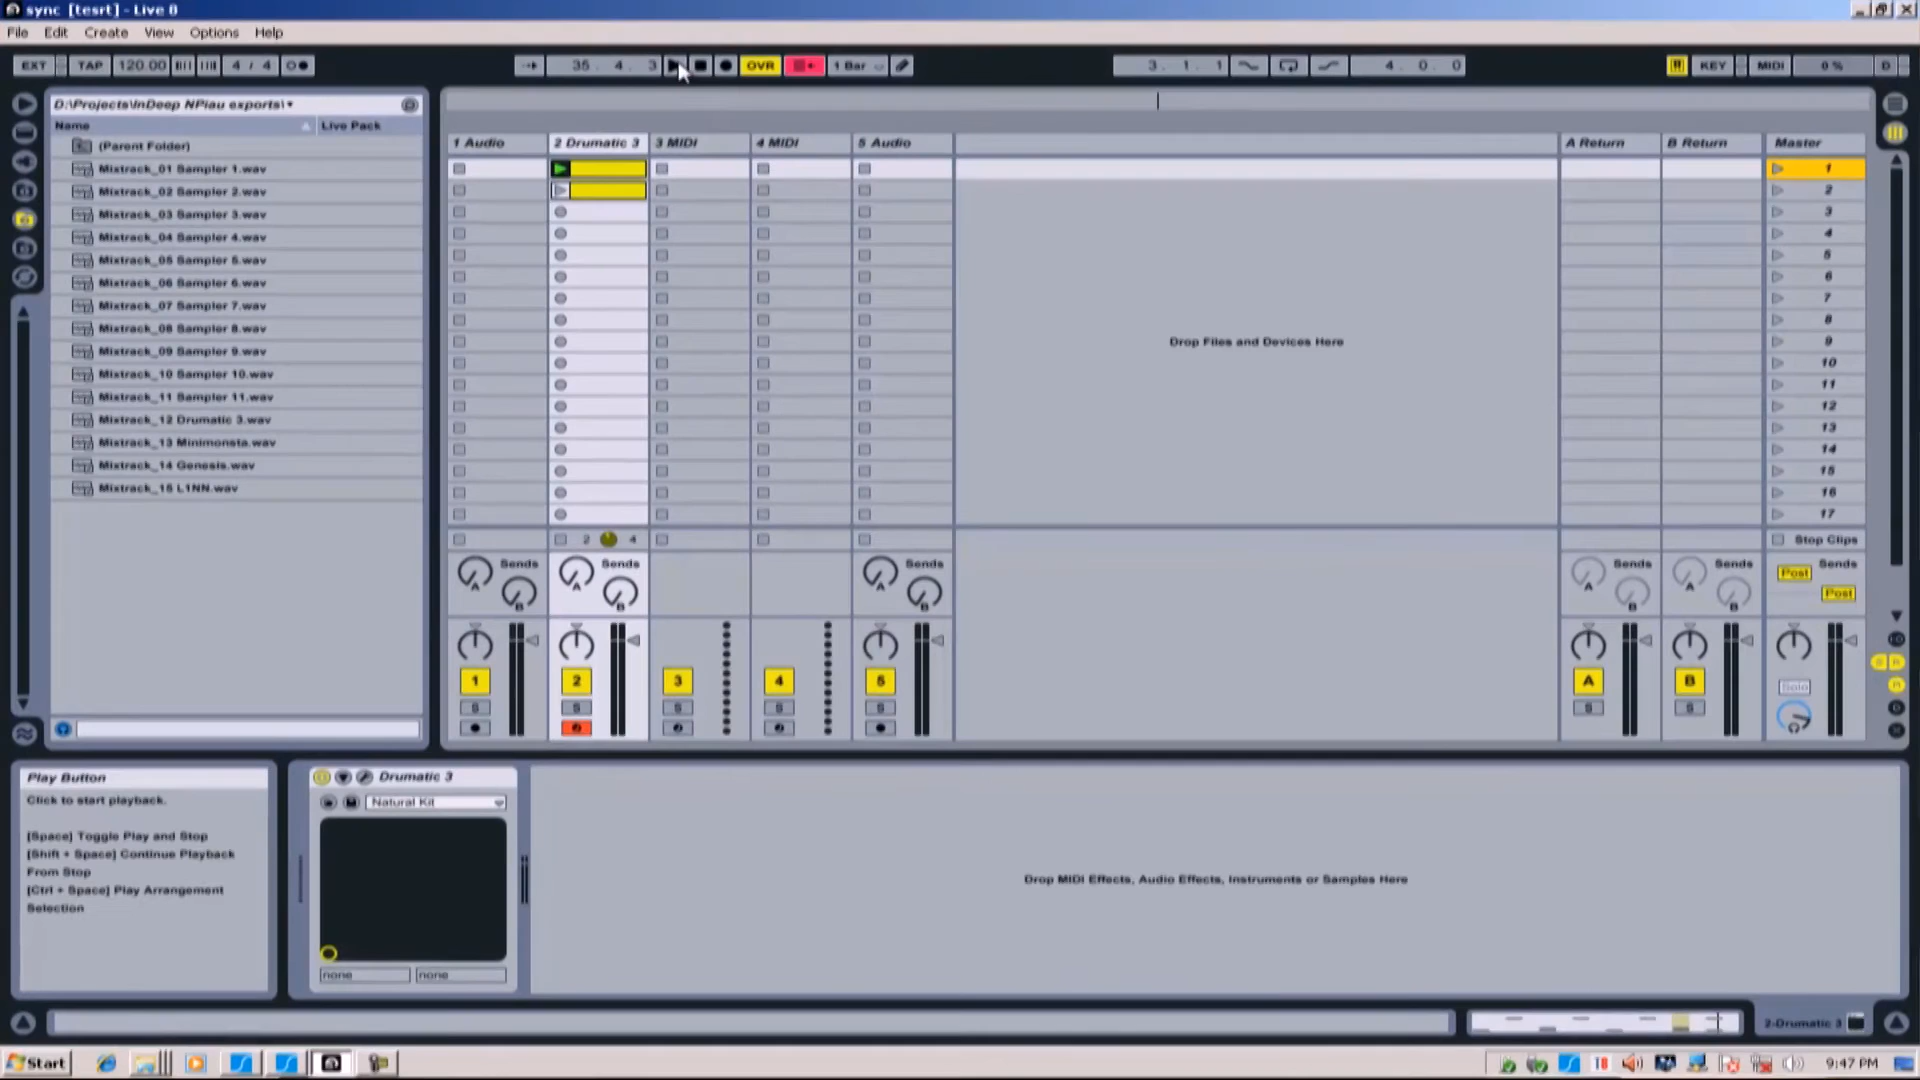 sync [tesrt] - Live 8
File Edit Create View Options Help
EXT TAP 120.00 4 / 4 35. 4. 3 OVR 1 Bar 3. 1. 1 4. 0. 0 KEY MIDI 0 % D
D:\Projects\InDeep NPiau exports\
Name Live Pack
(Parent Folder)
Mixtrack_01 Sampler 1.wav
Mixtrack_02 Sampler 2.wav
Mixtrack_03 Sampler 3.wav
Mixtrack_04 Sampler 4.wav
Mixtrack_05 Sampler 5.wav
Mixtrack_06 Sampler 6.wav
Mixtrack_07 Sampler 7.wav
Mixtrack_08 Sampler 8.wav
Mixtrack_09 Sampler 9.wav
Mixtrack_10 Sampler 10.wav
Mixtrack_11 Sampler 11.wav
Mixtrack_12 Drumatic 3.wav
Mixtrack_13 Minimonsta.wav
Mixtrack_14 Genesis.wav
Mixtrack_15 L1NN.wav
1 Audio 2 Drumatic 3 3 MIDI 4 MIDI 5 Audio A Return B Return Master
1
2
3
4
5
6
7
8
9
10
11
12
13
14
15
16
17
Drop Files and Devices Here
2 4 Stop Clips
Sends Sends Sends Sends Sends Sends
A A A A A Post
B B B B B Post
1 2 3 4 5 A B Solo
S S S S S S S
Play Button
Click to start playback.
[Space] Toggle Play and Stop
[Shift + Space] Continue Playback
From Stop
[Ctrl + Space] Play Arrangement
Selection
Drumatic 3
Natural Kit
none none
Drop MIDI Effects, Audio Effects, Instruments or Samples Here
2-Drumatic 3
Start 18 9:47 PM